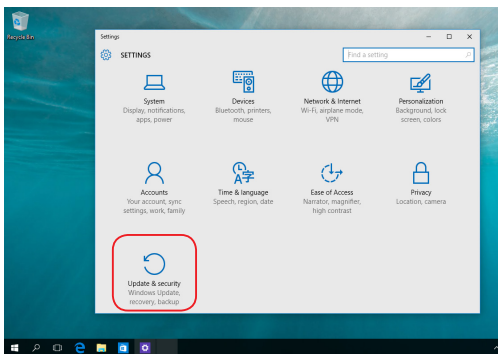 Recycle Bin
Settings
SETTINGS
Find a setting
System
Display, notifications,
apps, power
Devices
Bluetooth, printers,
mouse
Network & Internet
Wi-Fi, airplane mode,
VPN
Personalization
Background, lock
screen, colors
Accounts
Your account, sync
settings, work, family
Time & language
Speech, region, date
Ease of Access
Narrator, magnifier,
high contrast
Privacy
Location, camera
Update & security
Windows Update,
recovery, backup